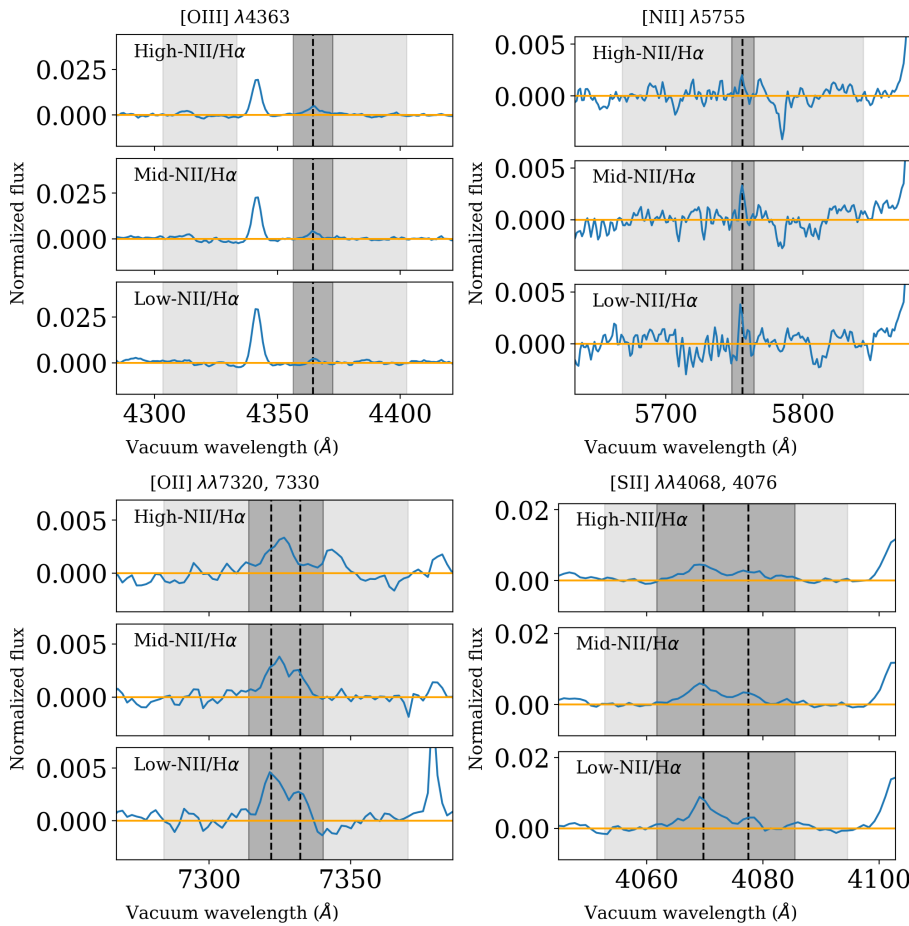 [OIII] λ4363
High-NII/Hα
0.025
0.000
Mid-NII/Hα
0.025
0.000
Low-NII/Hα
0.025
0.000
4300 4350 4400
Normalized flux
Vacuum wavelength (Å)
[NII] λ5755
High-NII/Hα
0.005
0.000
Mid-NII/Hα
0.005
0.000
Low-NII/Hα
0.005
0.000
5700 5800
Normalized flux
Vacuum wavelength (Å)
[OII] λλ7320, 7330
High-NII/Hα
0.005
0.000
Mid-NII/Hα
0.005
0.000
Low-NII/Hα
0.005
0.000
7300 7350
Normalized flux
Vacuum wavelength (Å)
[SII] λλ4068, 4076
High-NII/Hα
0.02
0.00
Mid-NII/Hα
0.02
0.00
Low-NII/Hα
0.02
0.00
4060 4080 4100
Normalized flux
Vacuum wavelength (Å)